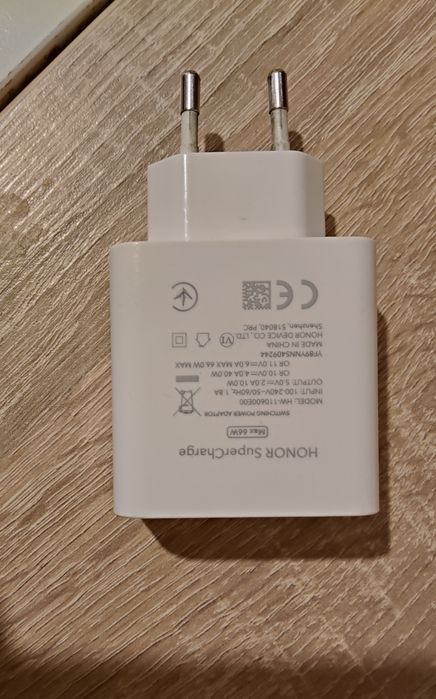 HONOR SuperCharge
Max 66W
SWITCHING POWER ADAPTOR
MODEL: HW-110600E00
INPUT: 100-240V~50/60Hz, 1.8A
OUTPUT: 5.0V⎓2.0A 10.0W
OR 10.0V⎓4.0A 40.0W
OR 11.0V⎓6.0A MAX 66.0W MAX
YF89YNNS409244
MADE IN CHINA
HONOR DEVICE CO., LTD.
Shenzhen, 518040, PRC
VI
CE